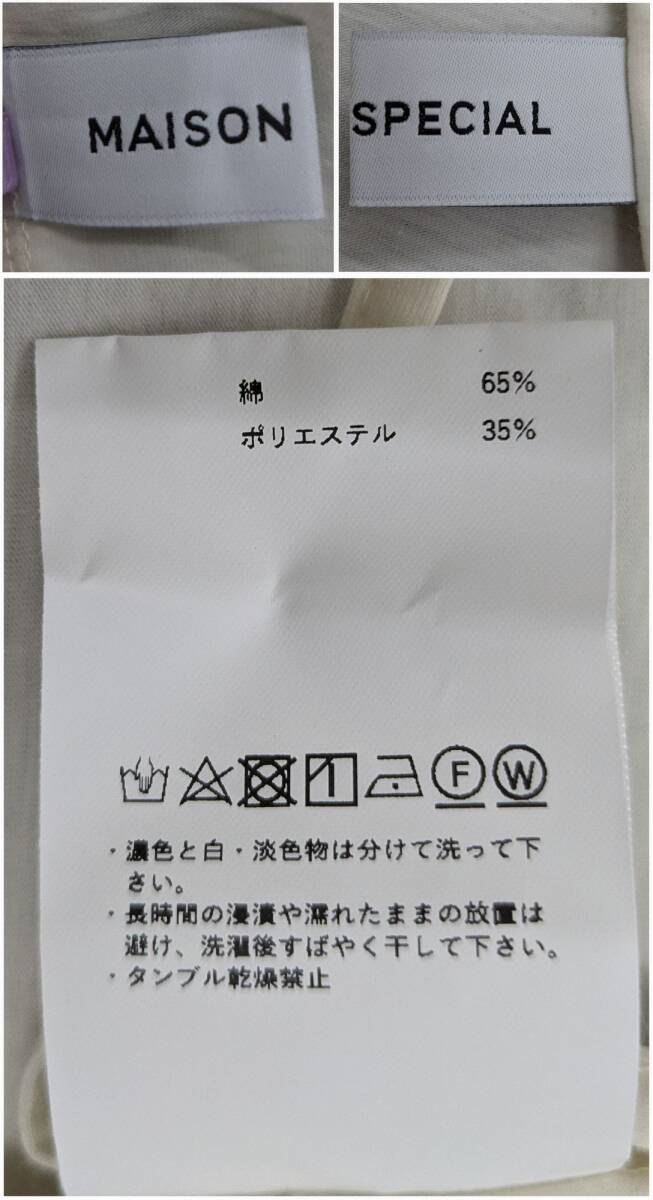 MAISON SPECIAL
綿 65%
ポリエステル 35%
F W
・濃色と白・淡色物は分けて洗って下
さい。
・長時間の浸漬や濡れたままの放置は
避け、洗濯後すばやく干して下さい。
・タンブル乾燥禁止